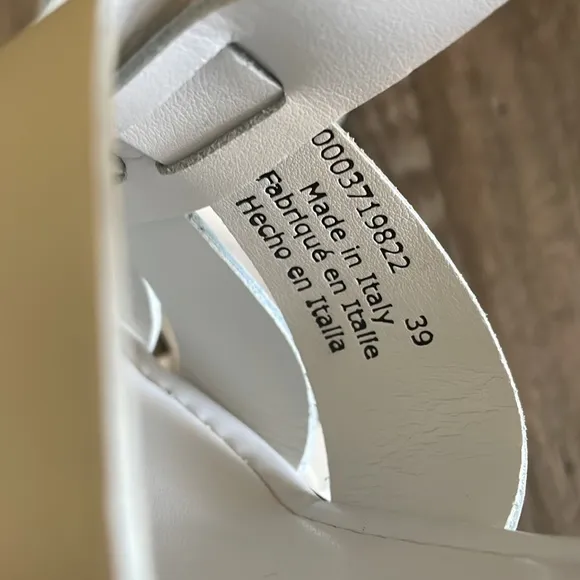 0003719822
Made in Italy 39
Fabriqué en Italie
Hecho en Italia